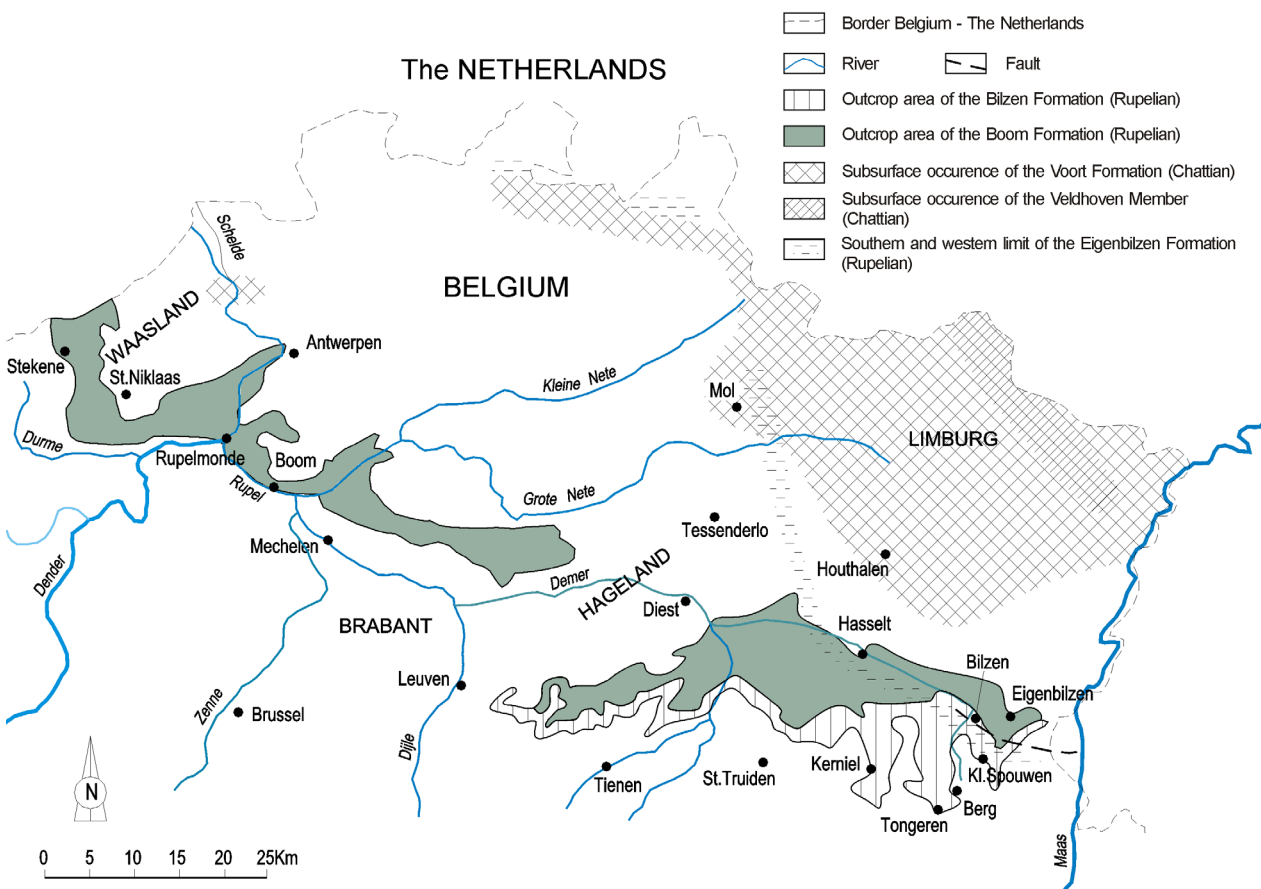 Border Belgium - The Netherlands
River
Fault
Outcrop area of the Bilzen Formation (Rupelian)
Outcrop area of the Boom Formation (Rupelian)
Subsurface occurence of the Voort Formation (Chattian)
Subsurface occurence of the Veldhoven Member
(Chattian)
Southern and western limit of the Eigenbilzen Formation
(Rupelian)
The NETHERLANDS
Schelde
BELGIUM
WAASLAND
Antwerpen
Stekene
St.Niklaas
Kleine Nete
Mol
Durme
Rupelmonde
Boom
LIMBURG
Rupel
Grote Nete
Tessenderlo
Mechelen
Houthalen
Dender
Demer
HAGELAND
Diest
BRABANT
Hasselt
Bilzen
Leuven
Eigenbilzen
Zenne
Brussel
Dijle
Tienen
St.Truiden
Kerniel
Kl.Spouwen
Berg
Tongeren
Maas
N
0 5 10 15 20 25Km